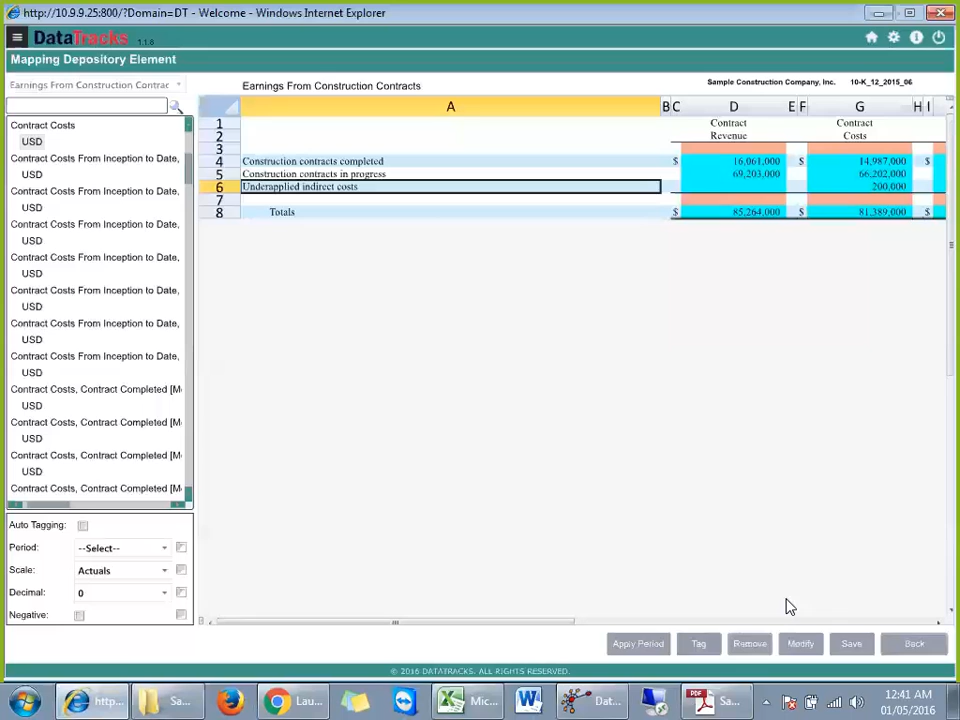 http://10.9.9.25:800/?Domain=DT - Welcome - Windows Internet Explorer
DataTracks 1.1.8
Mapping Depository Element
Earnings From Construction Contrac
Earnings From Construction Contracts
Sample Construction Company, Inc. 10-K_12_2015_06
A B C D E F G H I
1 Contract Contract
2 Revenue Costs
3
4 Construction contracts completed $ 16,061,000 $ 14,987,000 $
5 Construction contracts in progress 69,203,000 66,202,000
6 Underapplied indirect costs 200,000
7
8 Totals $ 85,264,000 $ 81,389,000 $
Contract Costs
USD
Contract Costs From Inception to Date,
USD
Contract Costs From Inception to Date,
USD
Contract Costs From Inception to Date,
USD
Contract Costs From Inception to Date,
USD
Contract Costs From Inception to Date,
USD
Contract Costs From Inception to Date,
USD
Contract Costs From Inception to Date,
USD
Contract Costs, Contract Completed [M
USD
Contract Costs, Contract Completed [M
USD
Contract Costs, Contract Completed [M
USD
Contract Costs, Contract Completed [M
Auto Tagging:
Period: --Select--
Scale: Actuals
Decimal: 0
Negative:
Apply Period Tag Remove Modify Save Back
© 2016 DATATRACKS. ALL RIGHTS RESERVED.
http... Sa... Lau... Mic... Dat... Sa...
12:41 AM
01/05/2016